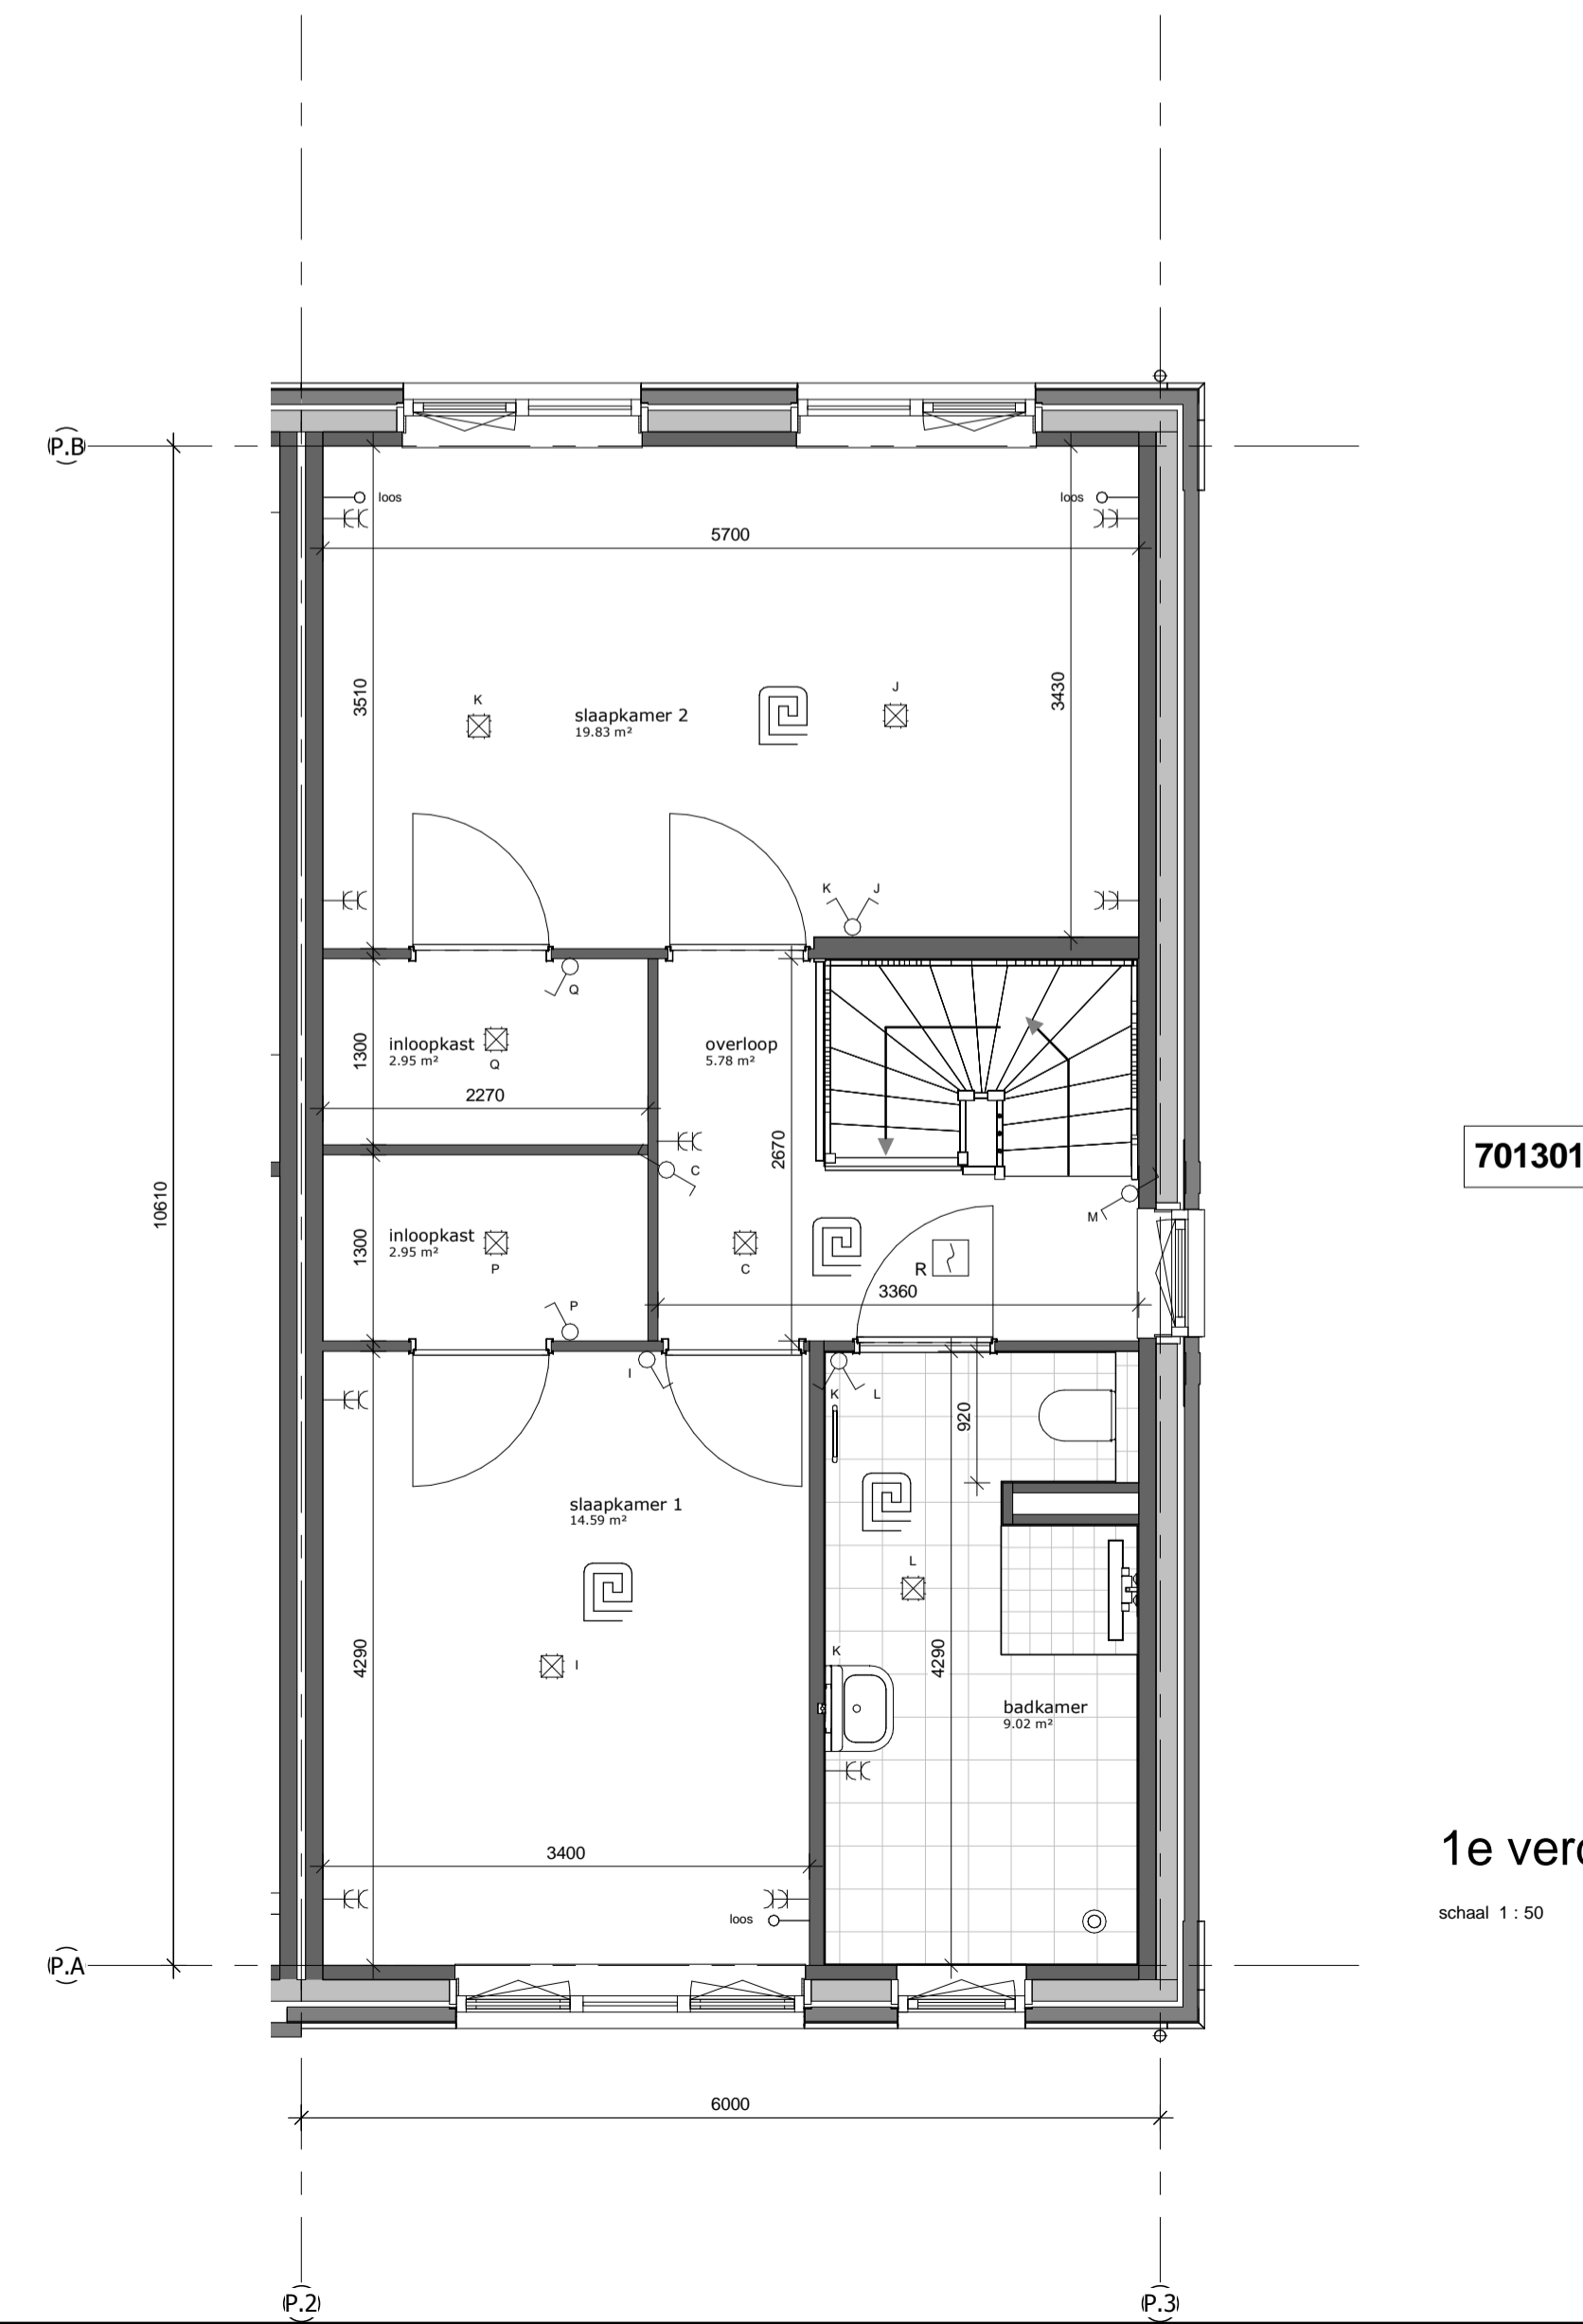 P.B
loos
loos
5700
3510
3430
K
J
slaapkamer 2
19.83 m²
K
J
Q
inloopkast
2.95 m²
Q
1300
2270
overloop
5.78 m²
2670
C
701301
10610
M
inloopkast
2.95 m²
P
1300
C
R
3360
P
I
K
L
920
slaapkamer 1
14.59 m²
L
I
4290
K
4290
badkamer
9.02 m²
3400
loos
1e verd
schaal 1 : 50
P.A
6000
P.2
P.3